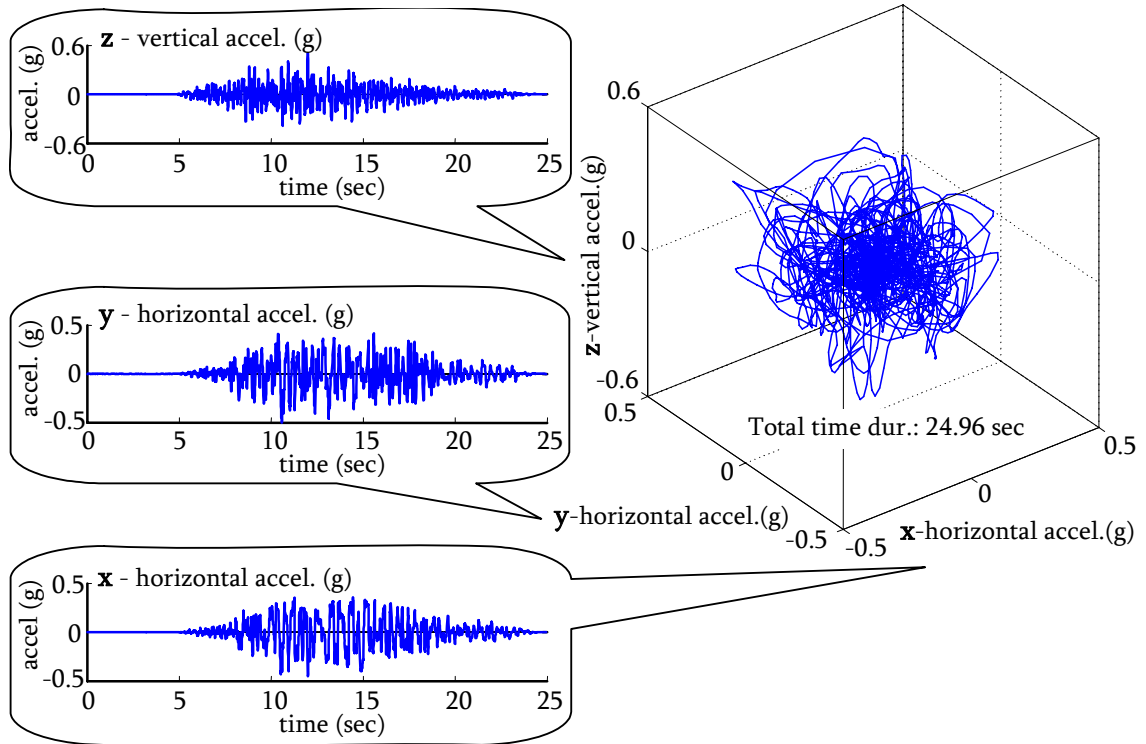 z - vertical accel. (g)
accel. (g)
0.6
0
-0.6
0 5 10 15 20 25
time (sec)
y - horizontal accel. (g)
accel. (g)
0.5
0
-0.5
0 5 10 15 20 25
time (sec)
x - horizontal accel. (g)
accel (g)
0.5
0
-0.5
0 5 10 15 20 25
time (sec)
z-vertical accel.(g)
0.6
0
-0.6
0.5
0
-0.5
y-horizontal accel.(g)
Total time dur.: 24.96 sec
-0.5
0
0.5
x-horizontal accel.(g)